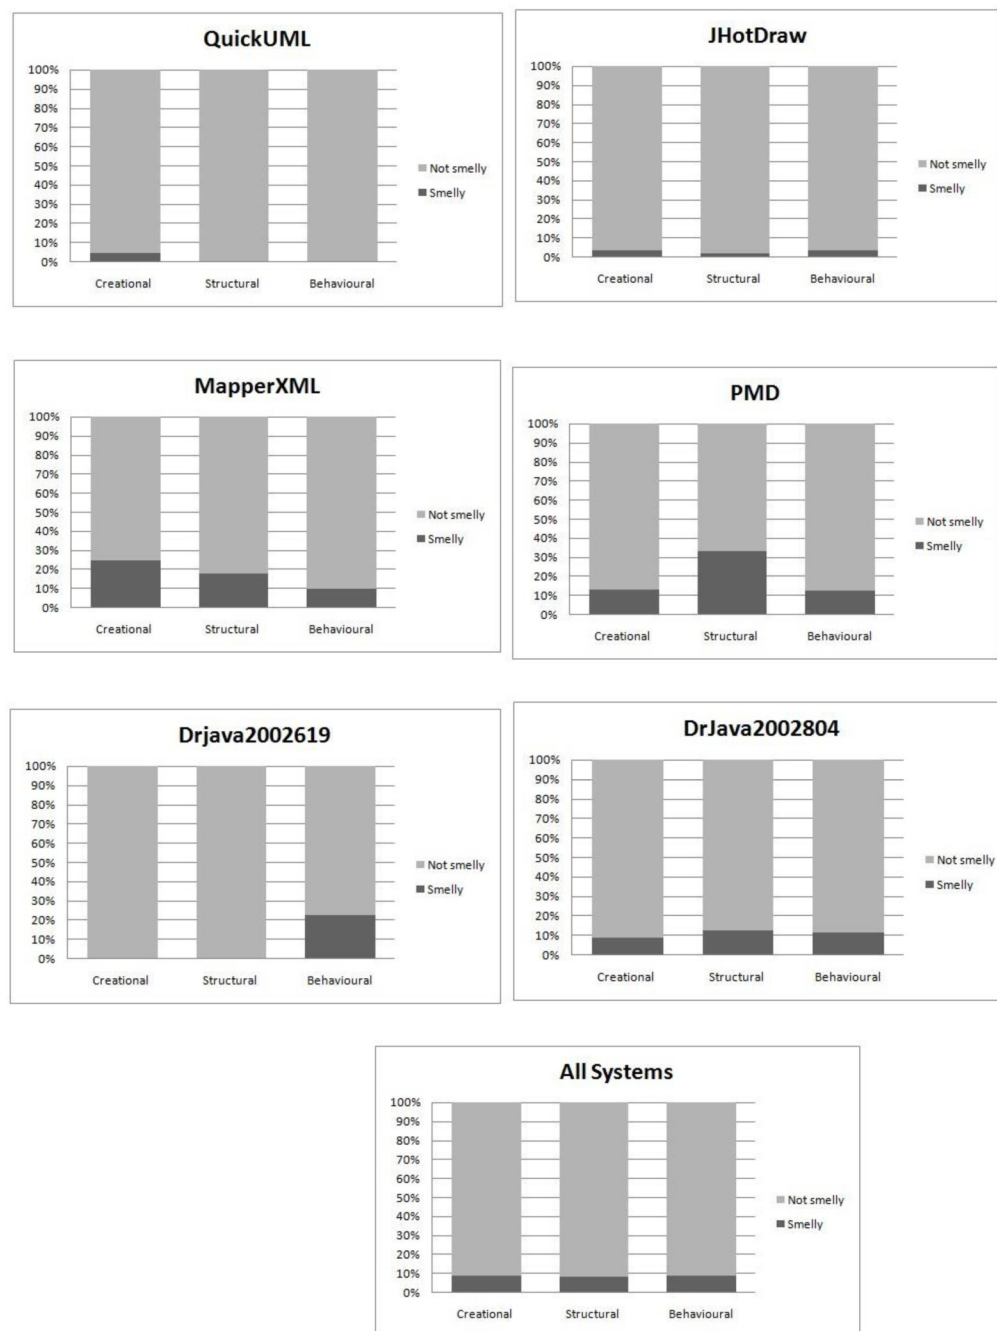 QuickUML
100%
90%
80%
70%
60%
50%
40%
30%
20%
10%
0%
Creational Structural Behavioural
Not smelly
Smelly
JHotDraw
100%
90%
80%
70%
60%
50%
40%
30%
20%
10%
0%
Creational Structural Behavioural
Not smelly
Smelly
MapperXML
100%
90%
80%
70%
60%
50%
40%
30%
20%
10%
0%
Creational Structural Behavioural
Not smelly
Smelly
PMD
100%
90%
80%
70%
60%
50%
40%
30%
20%
10%
0%
Creational Structural Behavioural
Not smelly
Smelly
Drjava2002619
100%
90%
80%
70%
60%
50%
40%
30%
20%
10%
0%
Creational Structural Behavioural
Not smelly
Smelly
DrJava2002804
100%
90%
80%
70%
60%
50%
40%
30%
20%
10%
0%
Creational Structural Behavioural
Not smelly
Smelly
All Systems
100%
90%
80%
70%
60%
50%
40%
30%
20%
10%
0%
Creational Structural Behavioural
Not smelly
Smelly